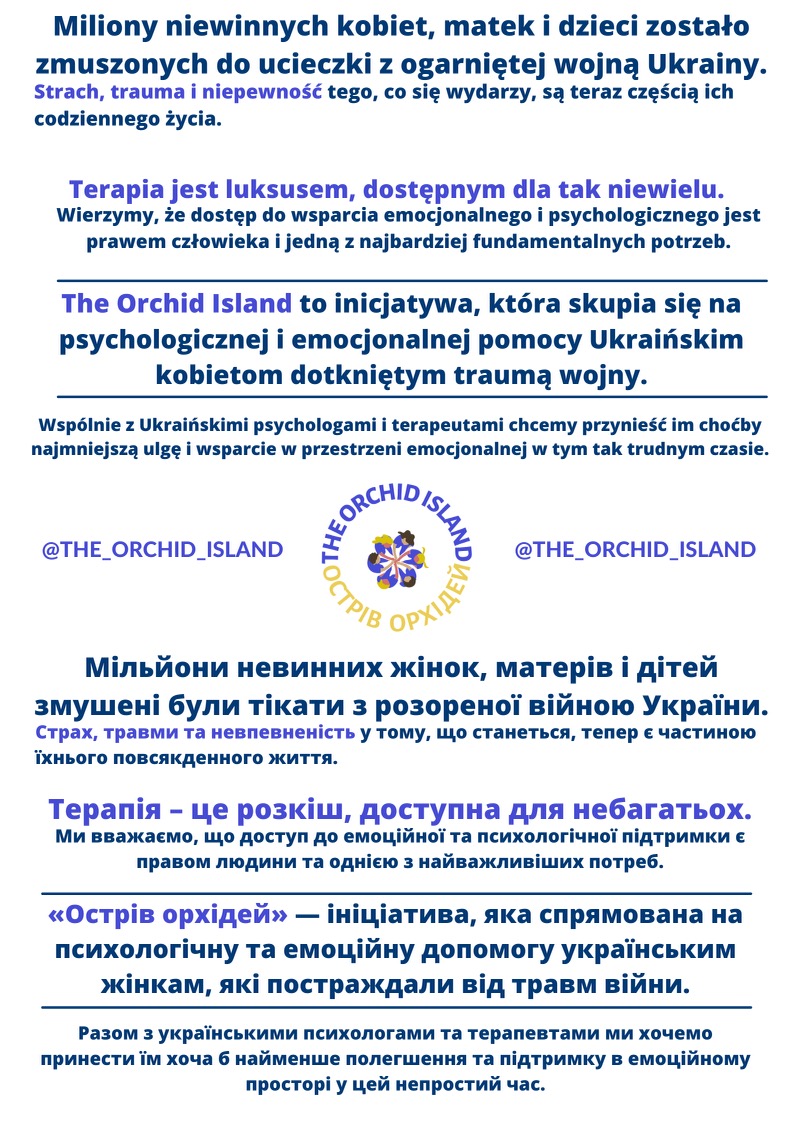 Miliony niewinnych kobiet, matek i dzieci zostało
zmuszonych do ucieczki z ogarniętej wojną Ukrainy.
Strach, trauma i niepewność tego, co się wydarzy, są teraz częścią ich
codziennego życia.
Terapia jest luksusem, dostępnym dla tak niewielu.
Wierzymy, że dostęp do wsparcia emocjonalnego i psychologicznego jest
prawem człowieka i jedną z najbardziej fundamentalnych potrzeb.
The Orchid Island to inicjatywa, która skupia się na
psychologicznej i emocjonalnej pomocy Ukraińskim
kobietom dotkniętym traumą wojny.
Wspólnie z Ukraińskimi psychologami i terapeutami chcemy przynieść im choćby
najmniejszą ulgę i wsparcie w przestrzeni emocjonalnej w tym tak trudnym czasie.
@THE_ORCHID_ISLAND
THE ORCHID ISLAND
ОСТРІВ ОРХІДЕЙ
@THE_ORCHID_ISLAND
Мільйони невинних жінок, матерів і дітей
змушені були тікати з розореної війною України.
Страх, травми та невпевненість у тому, що станеться, тепер є частиною
їхнього повсякденного життя.
Терапія – це розкіш, доступна для небагатьох.
Ми вважаємо, що доступ до емоційної та психологічної підтримки є
правом людини та однією з найважливіших потреб.
«Острів орхідей» — ініціатива, яка спрямована на
психологічну та емоційну допомогу українським
жінкам, які постраждали від травм війни.
Разом з українськими психологами та терапевтами ми хочемо
принести їм хоча б найменше полегшення та підтримку в емоційному
просторі у цей непростий час.